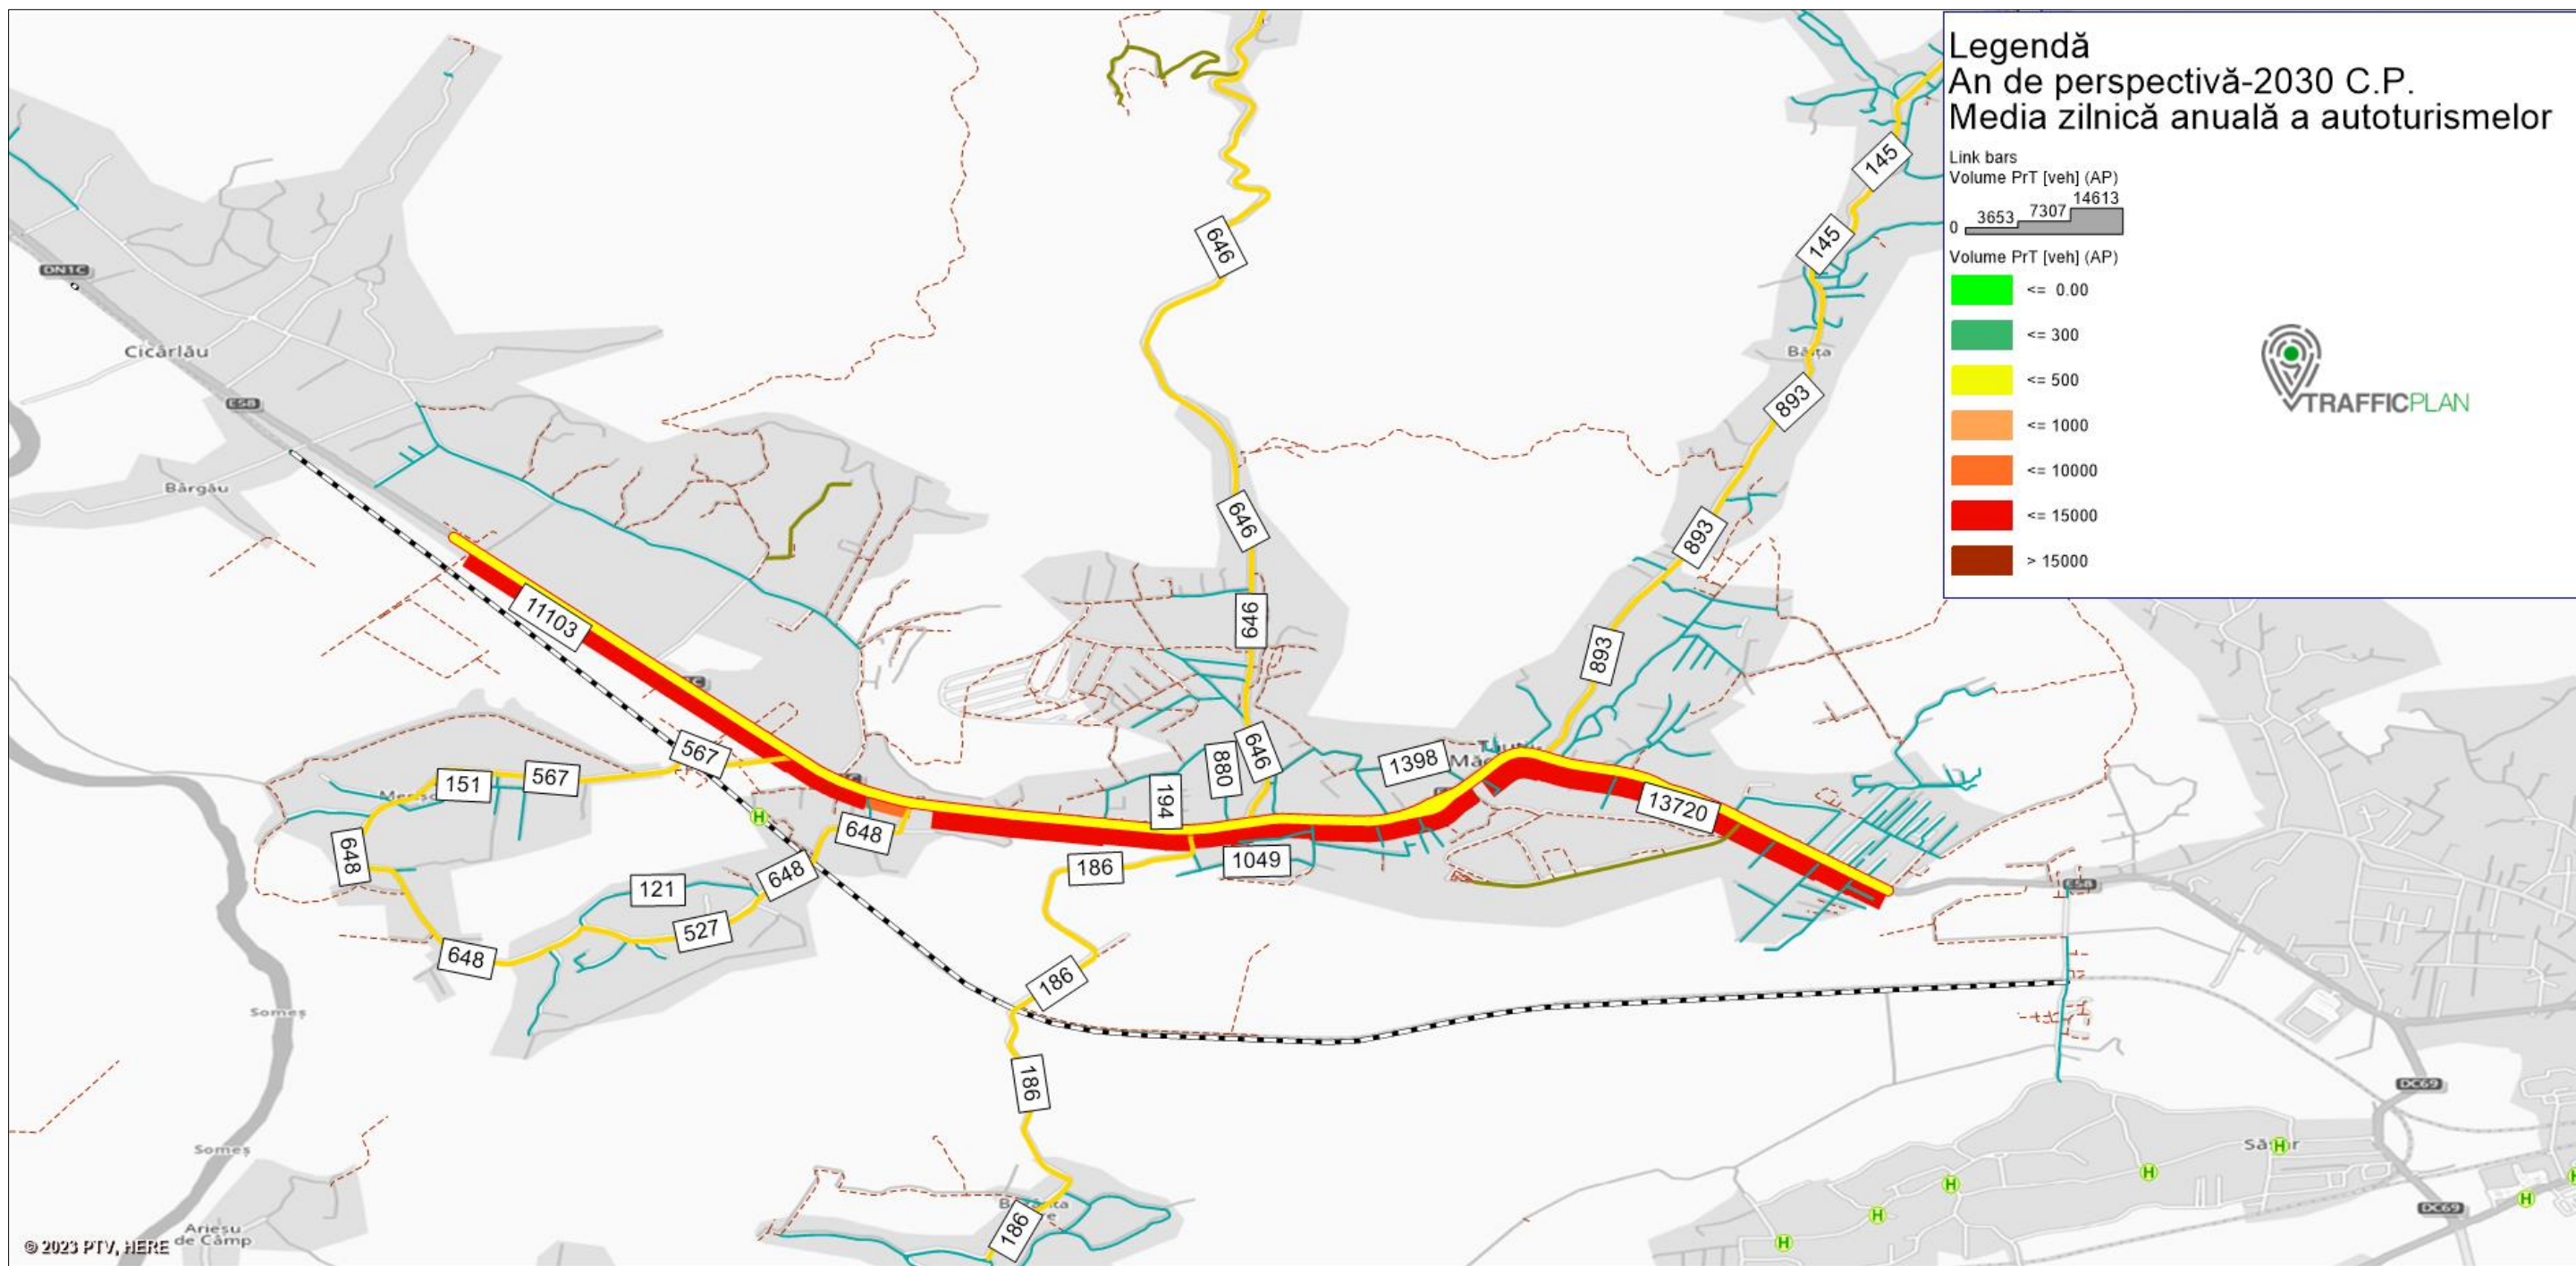 Legendă
An de perspectivă-2030 C.P.
Media zilnică anuală a autoturismelor
Link bars
Volume PrT [veh] (AP)
0 3653 7307 14613
Volume PrT [veh] (AP)
<= 0.00
<= 300
<= 500
<= 1000
<= 10000
<= 15000
> 15000
TRAFFICPLAN
145
145
646
DN1C
Cicârlău
E58
893
Bârgău
646
893
11103
646
893
567
646
880
1398
567
151
194
13720
648
648
186
1049
648
121
E58
527
648
186
Someș
186
DC69
Someș
H
H
H
H
H
H
186
DC69
Arieșu
de Câmp
© 2023 PTV, HERE